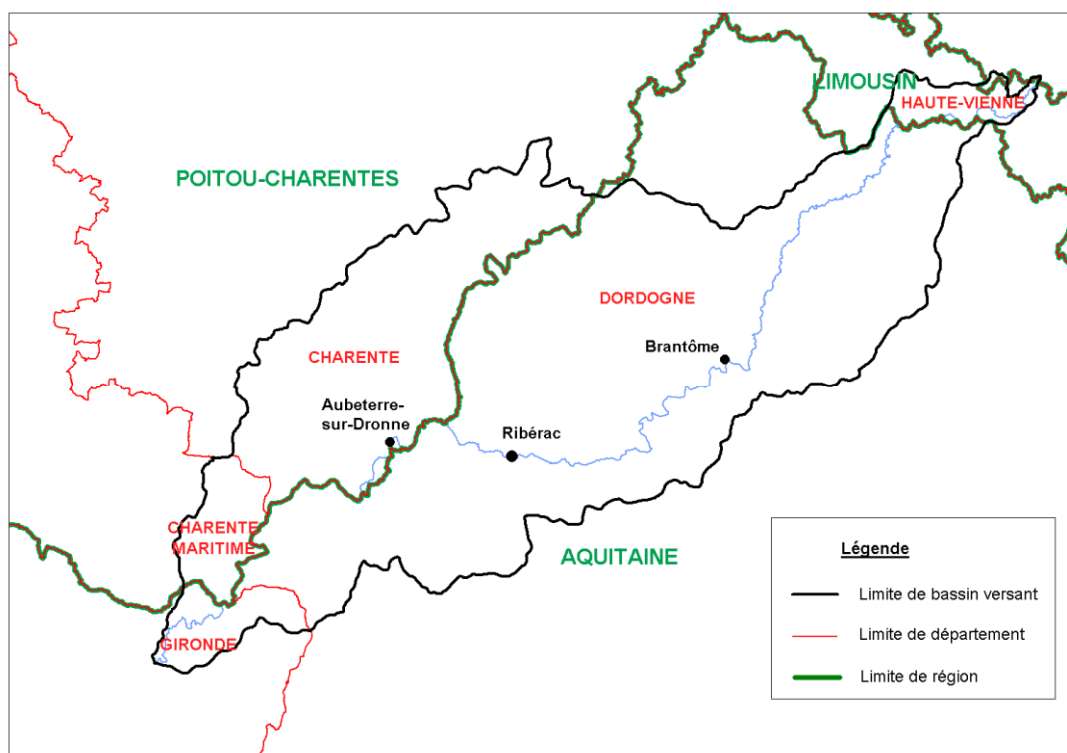 LIMOUSIN
HAUTE-VIENNE
POITOU-CHARENTES
DORDOGNE
CHARENTE
Brantôme
Aubeterre-
sur-Dronne
Ribérac
CHARENTE
MARITIME
AQUITAINE
GIRONDE
Légende
Limite de bassin versant
Limite de département
Limite de région